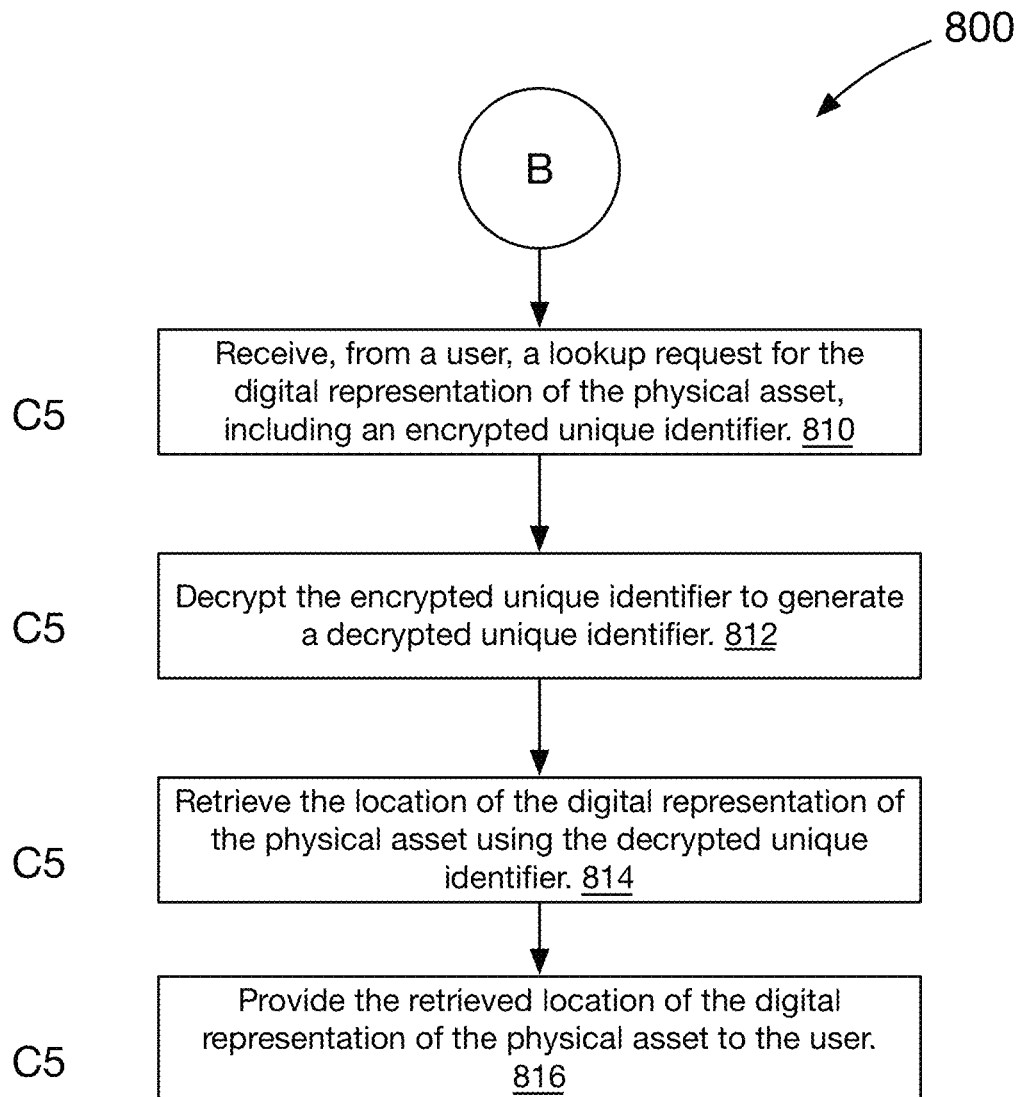 800
B
Receive, from a user, a lookup request for the
digital representation of the physical asset,
including an encrypted unique identifier. 810
C5
Decrypt the encrypted unique identifier to generate
a decrypted unique identifier. 812
C5
Retrieve the location of the digital representation of
the physical asset using the decrypted unique
identifier. 814
C5
Provide the retrieved location of the digital
representation of the physical asset to the user.
816
C5